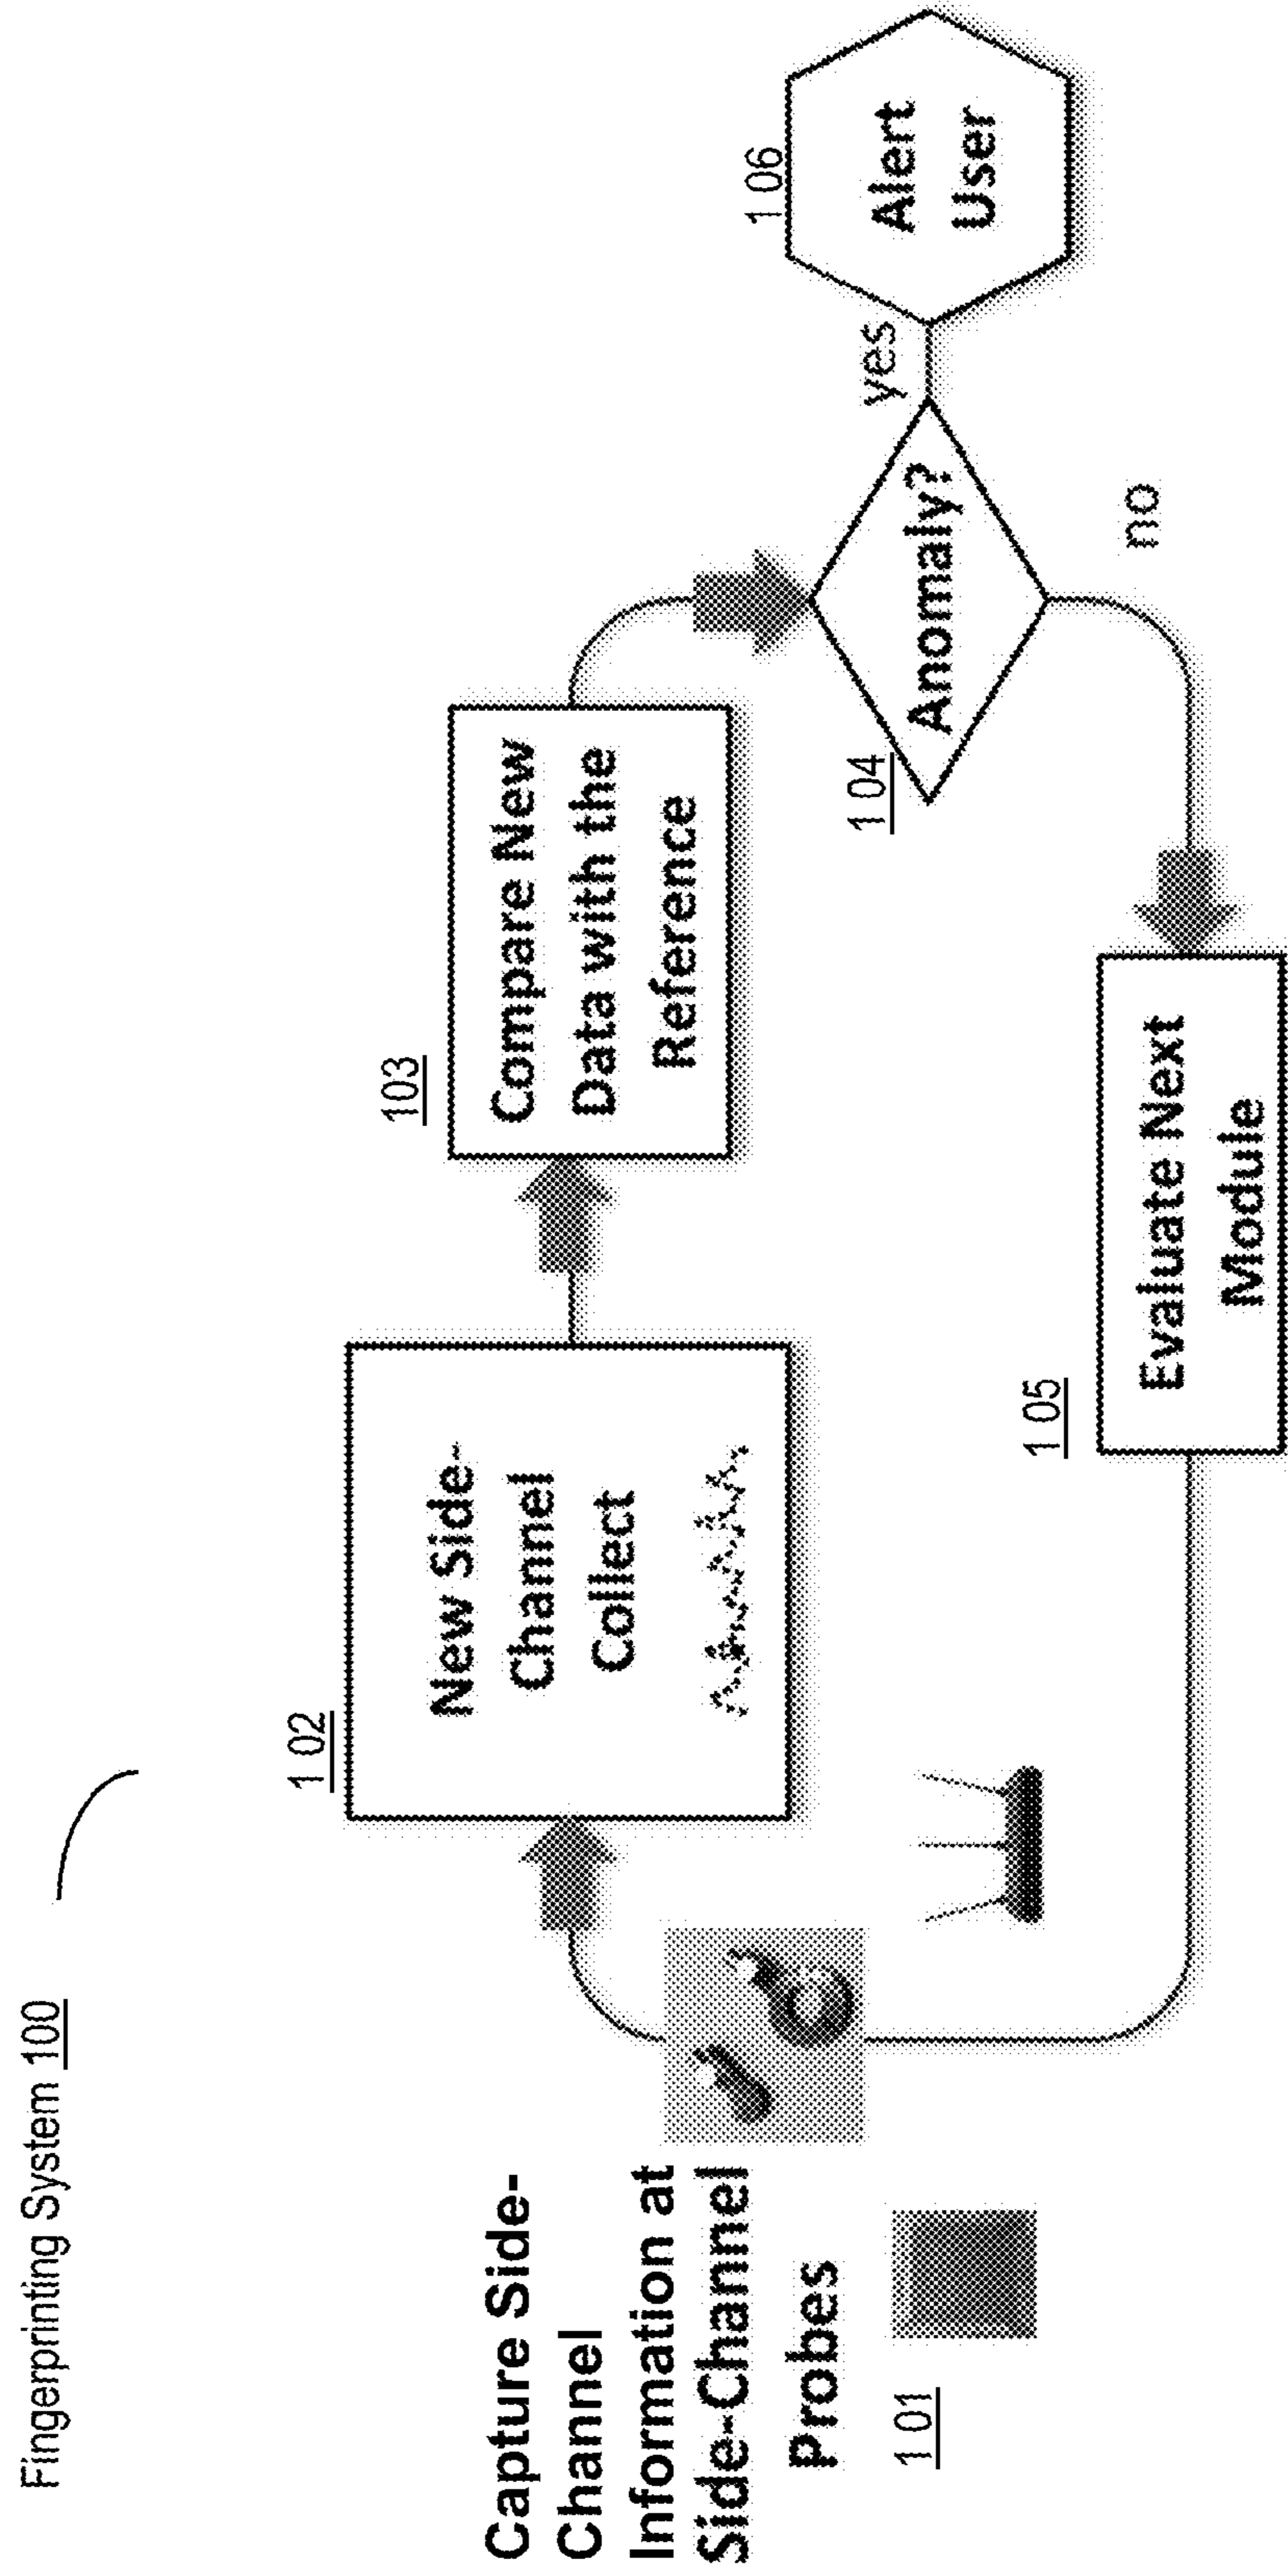 Fingerprinting System 100
Capture Side-
Channel
Information at
Side-Channel
Probes
101
102
New Side-
Channel
Collect
103
Compare New
Data with the
Reference
104
Anomaly?
yes
106
Alert
User
no
105
Evaluate Next
Module